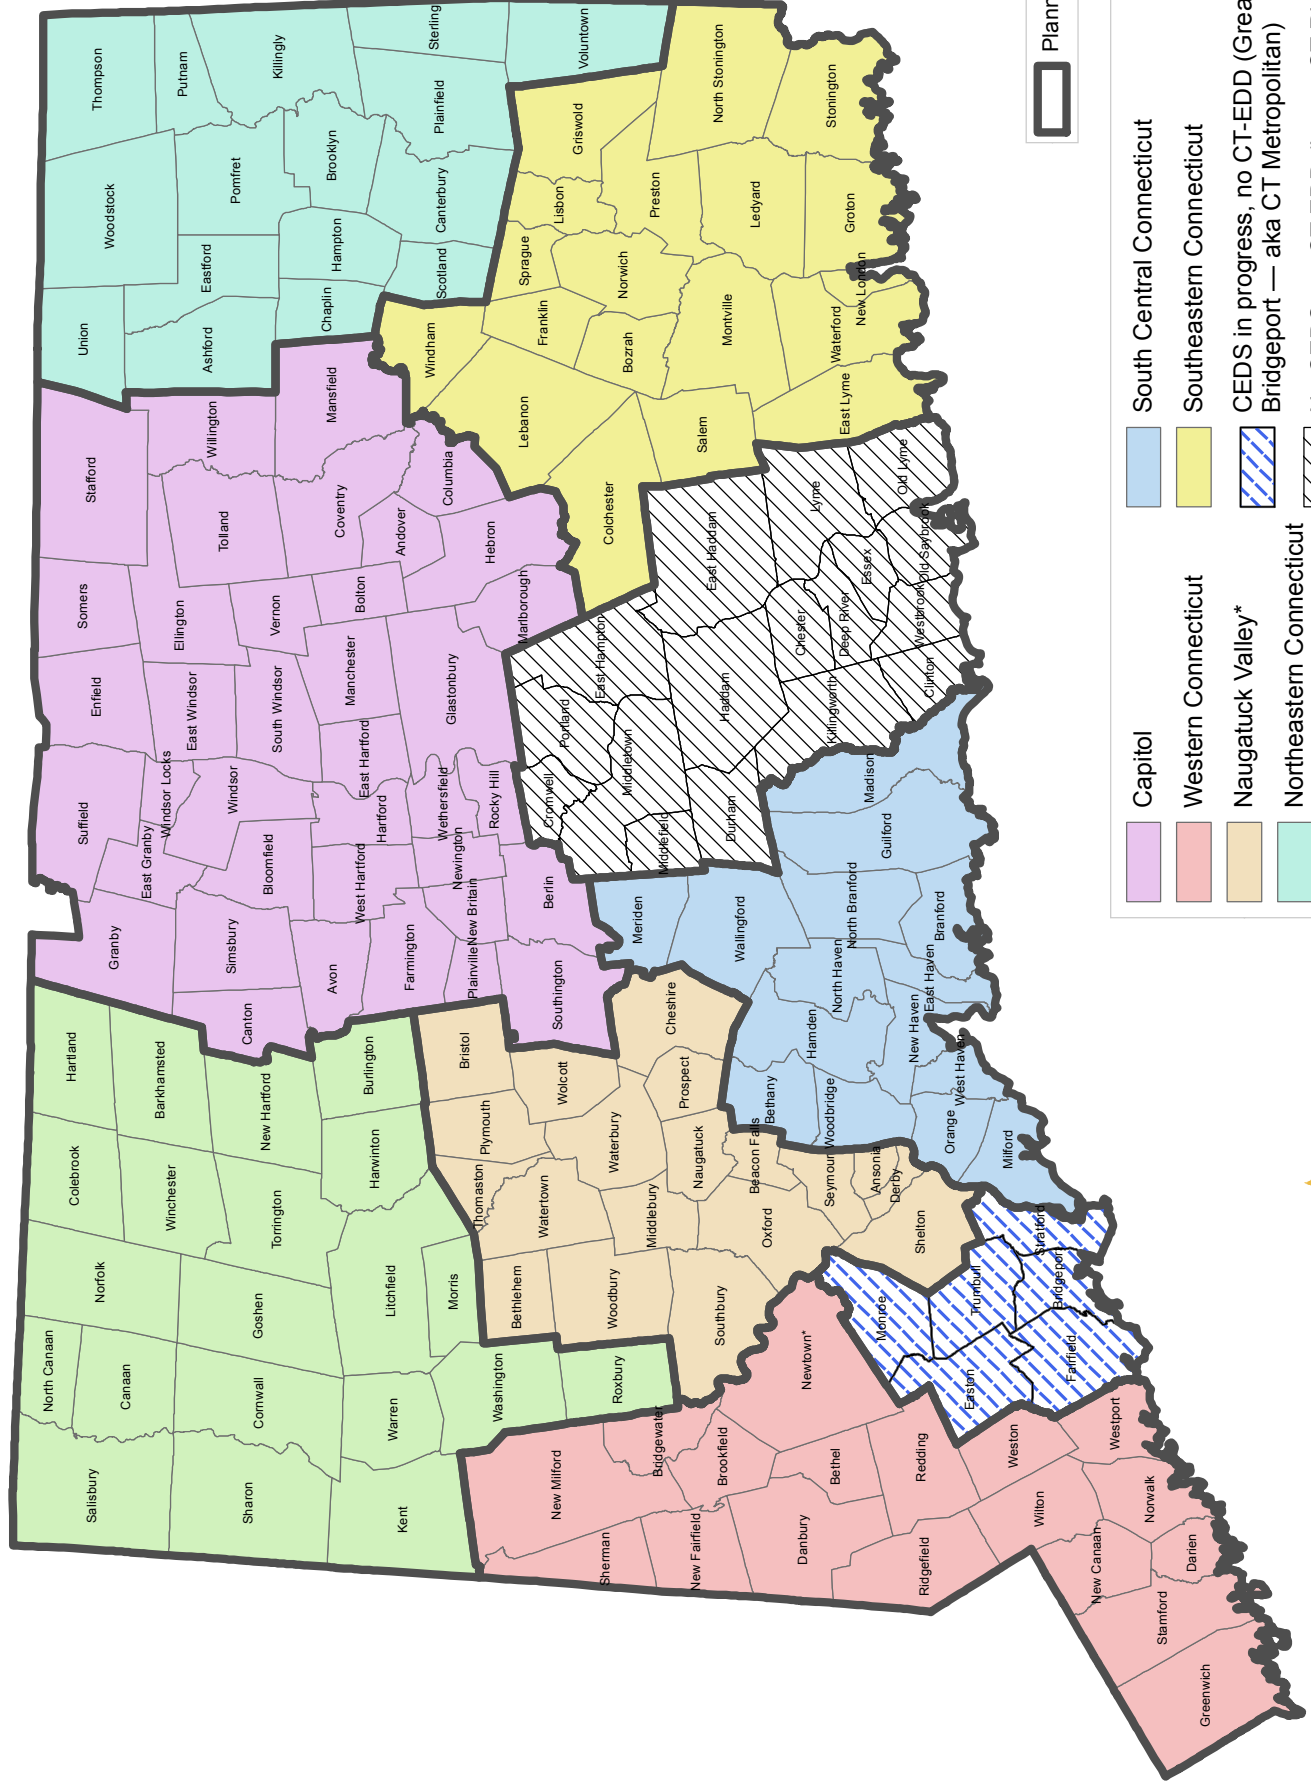 Salisbury
North Canaan
Canaan
Norfolk
Colebrook
Hartland
Sharon
Cornwall
Goshen
Winchester
Barkhamsted
Kent
Warren
Litchfield
Torrington
New Hartford
Morris
Harwinton
Burlington
Washington
Roxbury
Granby
Suffield
Enfield
Somers
Stafford
East Granby
Windsor Locks
East Windsor
Ellington
Tolland
Willington
Canton
Simsbury
Bloomfield
Windsor
South Windsor
Vernon
Avon
West Hartford
Hartford
East Hartford
Manchester
Bolton
Coventry
Mansfield
Farmington
Andover
Columbia
Plainville
New Britain
Newington
Wethersfield
Rocky Hill
Glastonbury
Hebron
Marlborough
Southington
Berlin
Union
Woodstock
Thompson
Putnam
Ashford
Eastford
Pomfret
Killingly
Chaplin
Hampton
Brooklyn
Scotland
Canterbury
Plainfield
Sterling
Voluntown
Windham
Lebanon
Franklin
Sprague
Lisbon
Griswold
Colchester
Bozrah
Norwich
Preston
North Stonington
Salem
Montville
Ledyard
East Lyme
Waterford
New London
Groton
Stonington
Bethlehem
Thomaston
Plymouth
Bristol
Woodbury
Watertown
Wolcott
Southbury
Middlebury
Waterbury
Cheshire
Prospect
Naugatuck
Oxford
Beacon Falls
Seymour
Ansonia
Derby
Shelton
Cromwell
Portland
East Hampton
Middletown
Middlefield
Durham
Haddam
East Haddam
Killingworth
Chester
Deep River
Essex
Lyme
Clinton
Westbrook
Old Saybrook
Old Lyme
Meriden
Wallingford
Bethany
Hamden
North Haven
North Branford
Guilford
Madison
Woodbridge
New Haven
East Haven
Branford
Orange
West Haven
Milford
New Milford
Bridgewater
Sherman
New Fairfield
Brookfield
Newtown*
Danbury
Bethel
Redding
Ridgefield
Weston
Wilton
Westport
New Canaan
Norwalk
Darien
Stamford
Greenwich
Monroe
Trumbull
Stratford
Bridgeport
Easton
Fairfield
Capitol
Western Connecticut
Naugatuck Valley*
Northeastern Connecticut
South Central Connecticut
Southeastern Connecticut
CEDS in progress, no CT-EDD (Grea
Bridgeport — aka CT Metropolitan)
Plann